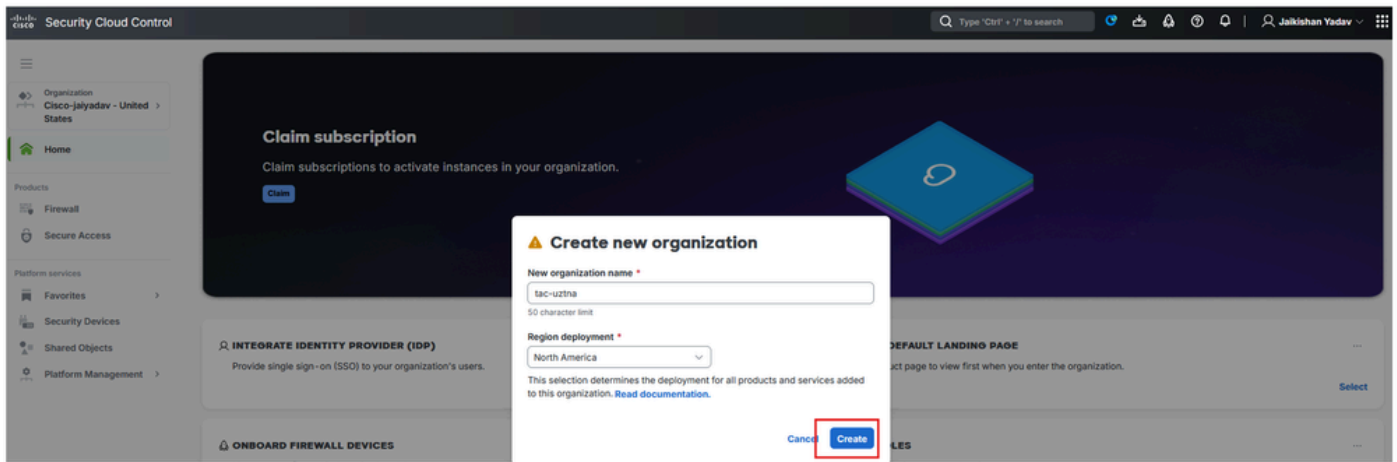 CISCO
Security Cloud Control
Type 'Ctrl' + '/' to search
Jaikishan Yadav
Organization
Cisco-jaiyadav - United
States
Home
Products
Firewall
Secure Access
Platform services
Favorites
Security Devices
Shared Objects
Platform Management
Claim subscription
Claim subscriptions to activate instances in your organization.
Claim
Create new organization
New organization name *
tac-uztna
50 character limit
Region deployment *
North America
This selection determines the deployment for all products and services added
to this organization. Read documentation.
Cancel
Create
INTEGRATE IDENTITY PROVIDER (IDP)
Provide single sign-on (SSO) to your organization's users.
DEFAULT LANDING PAGE
uct page to view first when you enter the organization.
Select
ONBOARD FIREWALL DEVICES
LES